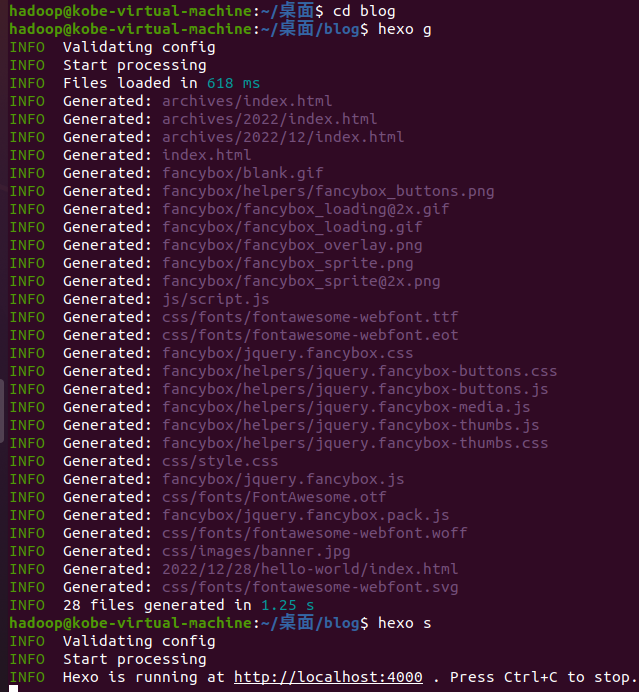 hadoop@kobe-virtual-machine:~/桌面$ cd blog
hadoop@kobe-virtual-machine:~/桌面/blog$ hexo g
INFO  Validating config
INFO  Start processing
INFO  Files loaded in 618 ms
INFO  Generated: archives/index.html
INFO  Generated: archives/2022/index.html
INFO  Generated: archives/2022/12/index.html
INFO  Generated: index.html
INFO  Generated: fancybox/blank.gif
INFO  Generated: fancybox/helpers/fancybox_buttons.png
INFO  Generated: fancybox/fancybox_loading@2x.gif
INFO  Generated: fancybox/fancybox_loading.gif
INFO  Generated: fancybox/fancybox_overlay.png
INFO  Generated: fancybox/fancybox_sprite.png
INFO  Generated: fancybox/fancybox_sprite@2x.png
INFO  Generated: js/script.js
INFO  Generated: css/fonts/fontawesome-webfont.ttf
INFO  Generated: css/fonts/fontawesome-webfont.eot
INFO  Generated: fancybox/jquery.fancybox.css
INFO  Generated: fancybox/helpers/jquery.fancybox-buttons.css
INFO  Generated: fancybox/helpers/jquery.fancybox-buttons.js
INFO  Generated: fancybox/helpers/jquery.fancybox-media.js
INFO  Generated: fancybox/helpers/jquery.fancybox-thumbs.js
INFO  Generated: fancybox/helpers/jquery.fancybox-thumbs.css
INFO  Generated: css/style.css
INFO  Generated: fancybox/jquery.fancybox.js
INFO  Generated: css/fonts/FontAwesome.otf
INFO  Generated: fancybox/jquery.fancybox.pack.js
INFO  Generated: css/fonts/fontawesome-webfont.woff
INFO  Generated: css/images/banner.jpg
INFO  Generated: 2022/12/28/hello-world/index.html
INFO  Generated: css/fonts/fontawesome-webfont.svg
INFO  28 files generated in 1.25 s
hadoop@kobe-virtual-machine:~/桌面/blog$ hexo s
INFO  Validating config
INFO  Start processing
INFO  Hexo is running at http://localhost:4000 . Press Ctrl+C to stop.